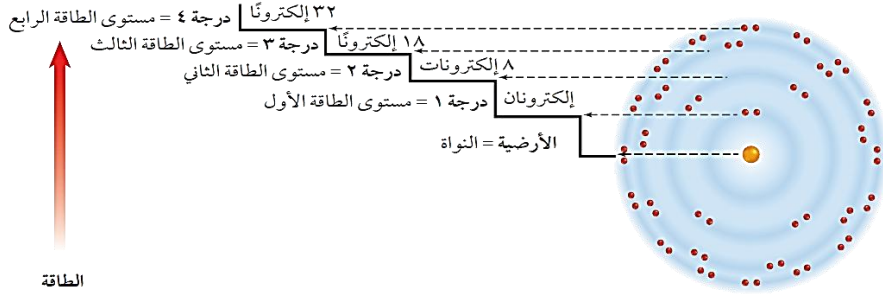 ٣٢ إلكترونًا
درجة ٤ = مستوى الطاقة الرابع
١٨ إلكترونًا
درجة ٣ = مستوى الطاقة الثالث
٨ إلكترونات
درجة ٢ = مستوى الطاقة الثاني
إلكترونان
درجة ١ = مستوى الطاقة الأول
الأرضية = النواة
الطاقة